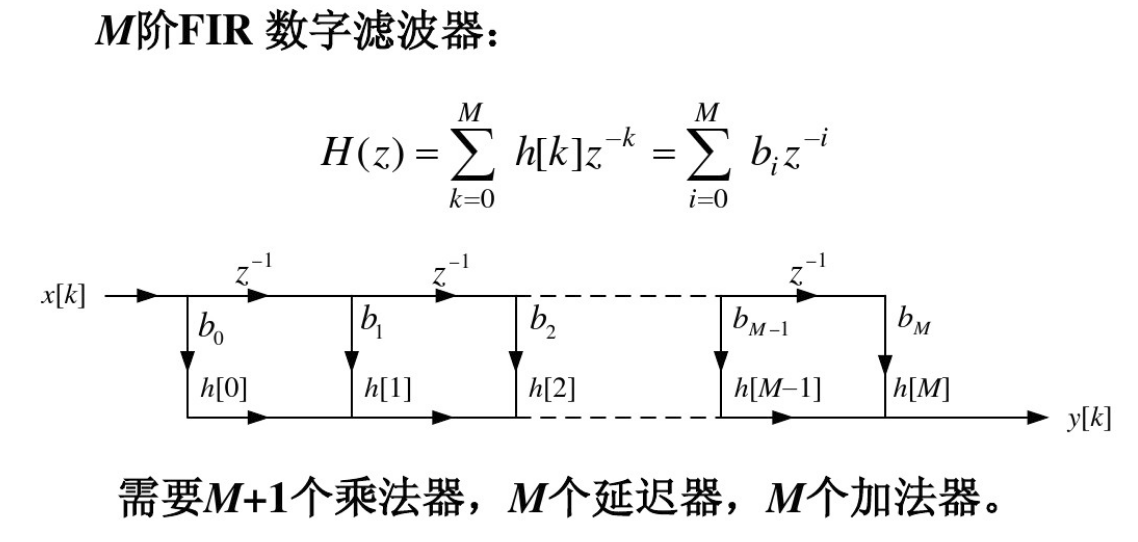 M阶FIR 数字滤波器：
H(z) = ∑_{k=0}^{M} h[k]z^{-k} = ∑_{i=0}^{M} b_i z^{-i}
z^{-1} z^{-1} z^{-1}
x[k]
b_0 b_1 b_2 b_{M-1} b_M
h[0] h[1] h[2] h[M-1] h[M]
y[k]
需要M+1个乘法器，M个延迟器，M个加法器。